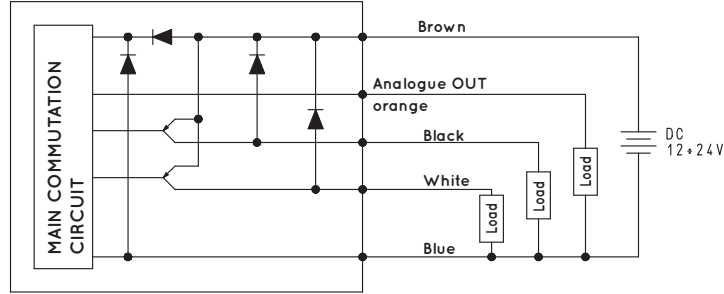 Brown
Analogue OUT
orange
Black
White
Blue
MAIN COMMUTATION
CIRCUIT
Load
Load
Load
DC
12÷24V